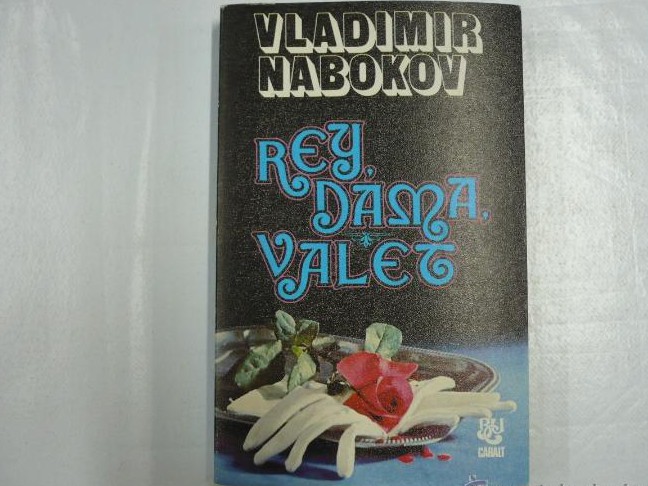 VLADIMIR
NABOKOV
REY,
DAMA,
VALET
CARALT